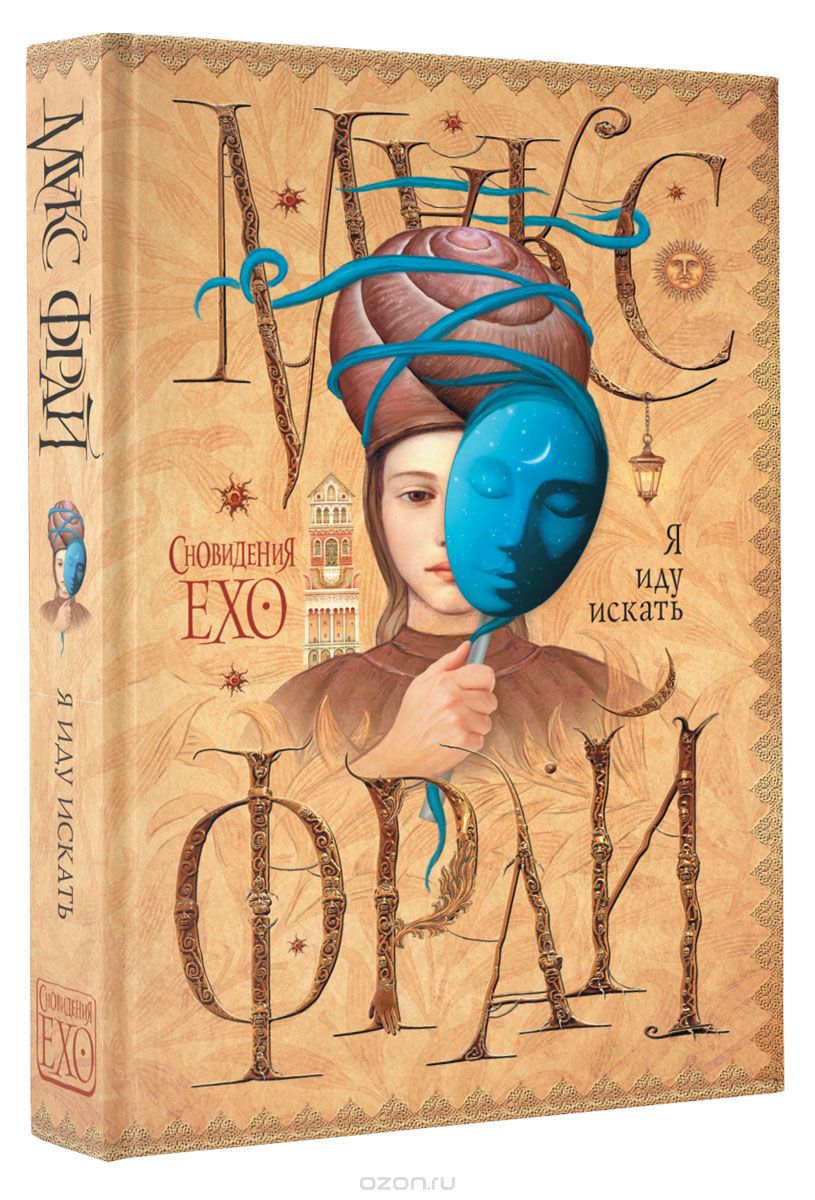 МАКС ФРАЙ
Я ИДУ ИСКАТЬ
СНОВИДЕНИЯ
ЕХО
МАКС
СНОВИДЕНИЯ
ЕХО
Я
ИДУ
ИСКАТЬ
ФРАЙ
ozon.ru